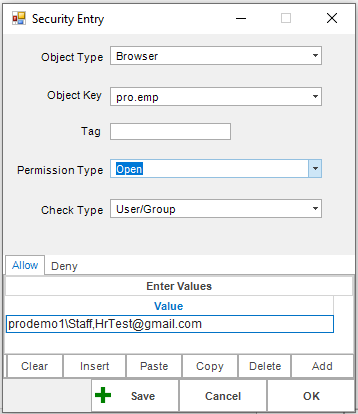 Security Entry
Object Type Browser
Object Key pro.emp
Tag
Permission Type Open
Check Type User/Group
Allow Deny
Enter Values
Value
prodemo1\Staff,HrTest@gmail.com
Clear Insert Paste Copy Delete Add
Save Cancel OK